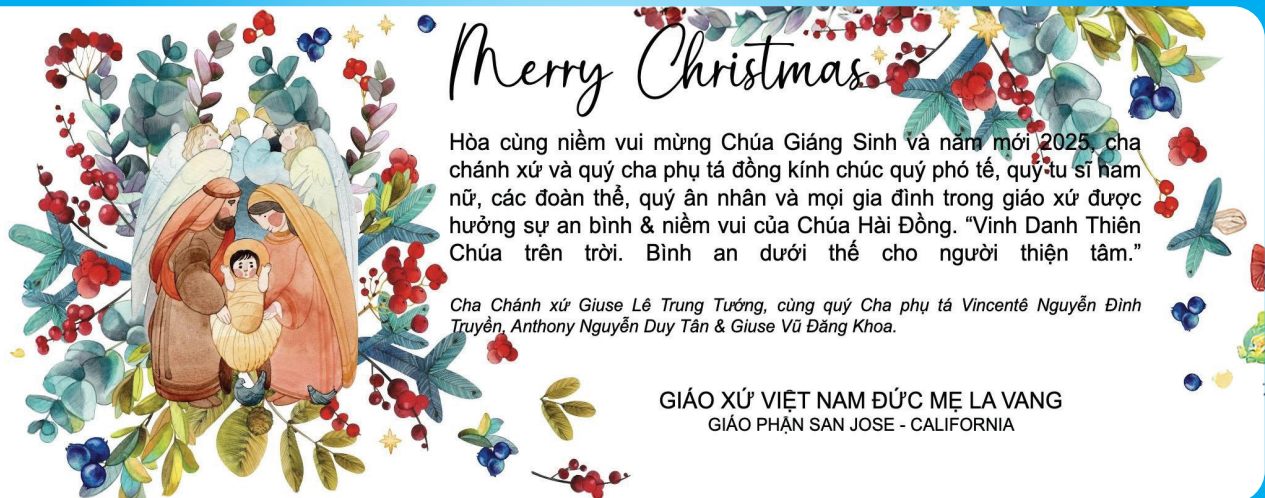 Merry Christmas
Hòa cùng niềm vui mừng Chúa Giáng Sinh và năm mới 2025, cha
chánh xứ và quý cha phụ tá đồng kính chúc quý phó tế, quý tu sĩ nam
nữ, các đoàn thể, quý ân nhân và mọi gia đình trong giáo xứ được
hưởng sự an bình & niềm vui của Chúa Hài Đồng. “Vinh Danh Thiên
Chúa trên trời. Bình an dưới thế cho người thiện tâm.”
Cha Chánh xứ Giuse Lê Trung Tướng, cùng quý Cha phụ tá Vincentê Nguyễn Đình
Truyền, Anthony Nguyễn Duy Tân & Giuse Vũ Đăng Khoa.
GIÁO XỨ VIỆT NAM ĐỨC MẸ LA VANG
GIÁO PHẬN SAN JOSE - CALIFORNIA